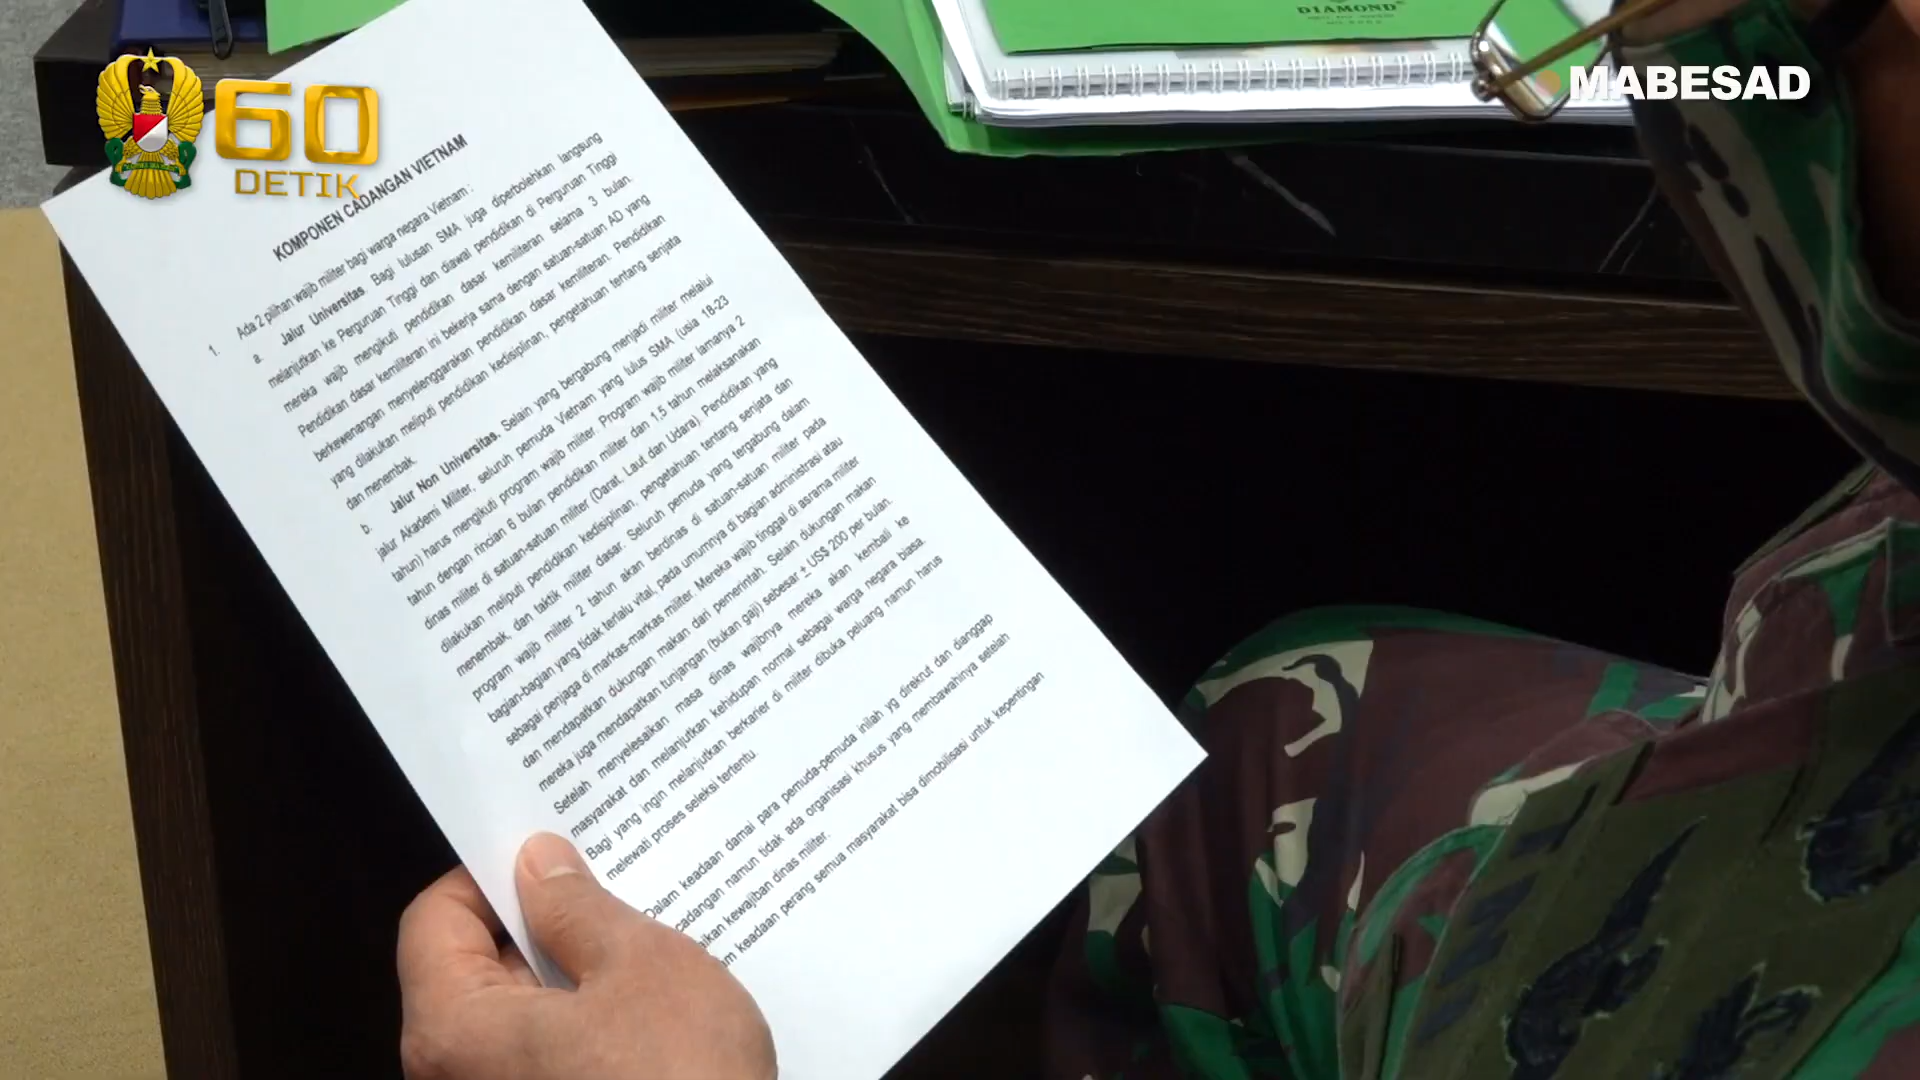 60
DETIK
MABESAD
DIAMOND
KOMPONEN CADANGAN VIETNAM
1. Ada 2 pilihan wajib militer bagi warga negara Vietnam :
a. Jalur Universitas. Bagi lulusan SMA juga diperbolehkan langsung
melanjutkan ke Perguruan Tinggi dan diawal pendidikan di Perguruan Tinggi
mereka wajib mengikuti pendidikan dasar kemiliteran selama 3 bulan.
Pendidikan dasar kemiliteran ini bekerja sama dengan satuan-satuan AD yang
berkewenangan menyelenggarakan pendidikan dasar kemiliteran. Pendidikan
yang dilakukan meliputi pendidikan kedisiplinan, pengetahuan tentang senjata
dan menembak.
b. Jalur Non Universitas. Selain yang bergabung menjadi militer melalui
jalur Akademi Militer, seluruh pemuda Vietnam yang lulus SMA (usia 18-23
tahun) harus mengikuti program wajib militer. Program wajib militer lamanya 2
tahun dengan rincian 6 bulan pendidikan militer dan 1,5 tahun melaksanakan
dinas militer di satuan-satuan militer (Darat, Laut dan Udara). Pendidikan yang
dilakukan meliputi pendidikan kedisiplinan, pengetahuan tentang senjata dan
menembak, dan taktik militer dasar. Seluruh pemuda yang tergabung dalam
program wajib militer 2 tahun akan berdinas di satuan-satuan militer pada
bagian-bagian yang tidak terlalu vital, pada umumnya di bagian administrasi atau
sebagai penjaga di markas-markas militer. Mereka wajib tinggal di asrama militer
dan mendapatkan dukungan makan dari pemerintah. Selain dukungan makan
mereka juga mendapatkan tunjangan (bukan gaji) sebesar ± US$ 200 per bulan.
Setelah menyelesaikan masa dinas wajibnya mereka akan kembali ke
masyarakat dan melanjutkan kehidupan normal sebagai warga negara biasa.
Bagi yang ingin melanjutkan berkarier di militer dibuka peluang namun harus
melewati proses seleksi tertentu.
Dalam keadaan damai para pemuda-pemuda inilah yg direkrut dan dianggap
cadangan namun tidak ada organisasi khusus yang membawahinya setelah
aikan kewajiban dinas militer.
m keadaan perang semua masyarakat bisa dimobilisasi untuk kepentingan